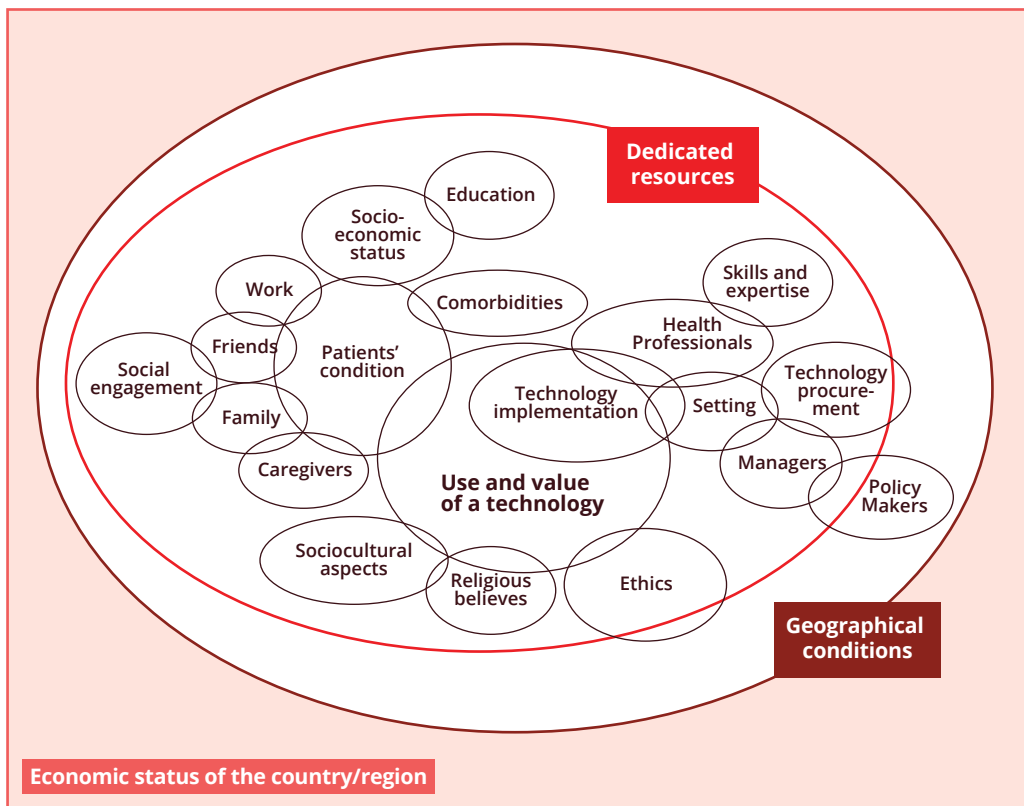 Dedicated
resources
Education
Socio-
economic
status
Skills and
expertise
Work
Comorbidities
Health
Professionals
Friends
Patients’
condition
Social
engagement
Technology
implementation
Setting
Technology
procure-
ment
Family
Caregivers
Managers
Use and value
of a technology
Policy
Makers
Sociocultural
aspects
Religious
believes
Ethics
Geographical
conditions
Economic status of the country/region